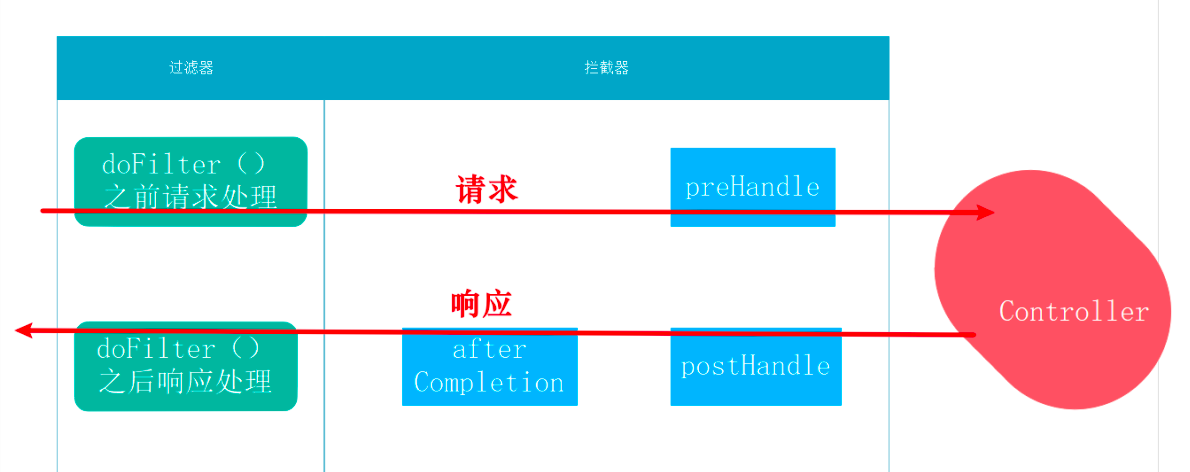 过滤器
拦截器
doFilter（）
之前请求处理
请求
preHandle
Controller
响应
doFilter（）
之后响应处理
after
Completion
postHandle